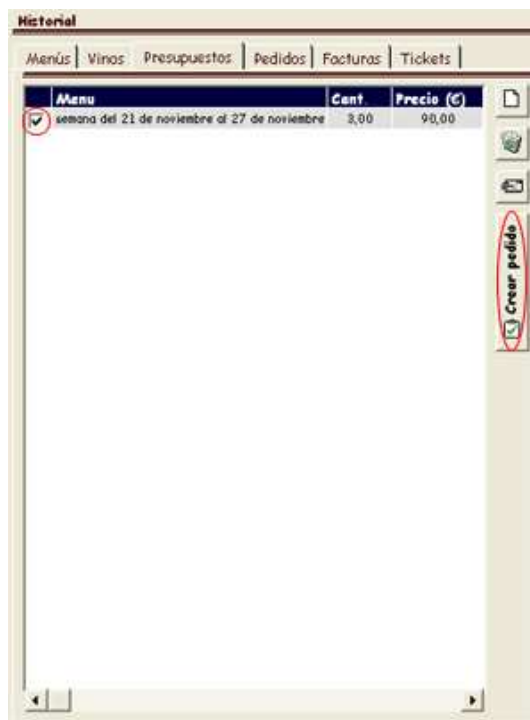 Historial
Menús Vinos Presupuestos Pedidos Facturas Tickets
Menu Cant. Precio (€)
semana del 21 de noviembre al 27 de noviembre 3,00 90,00
Crear pedido